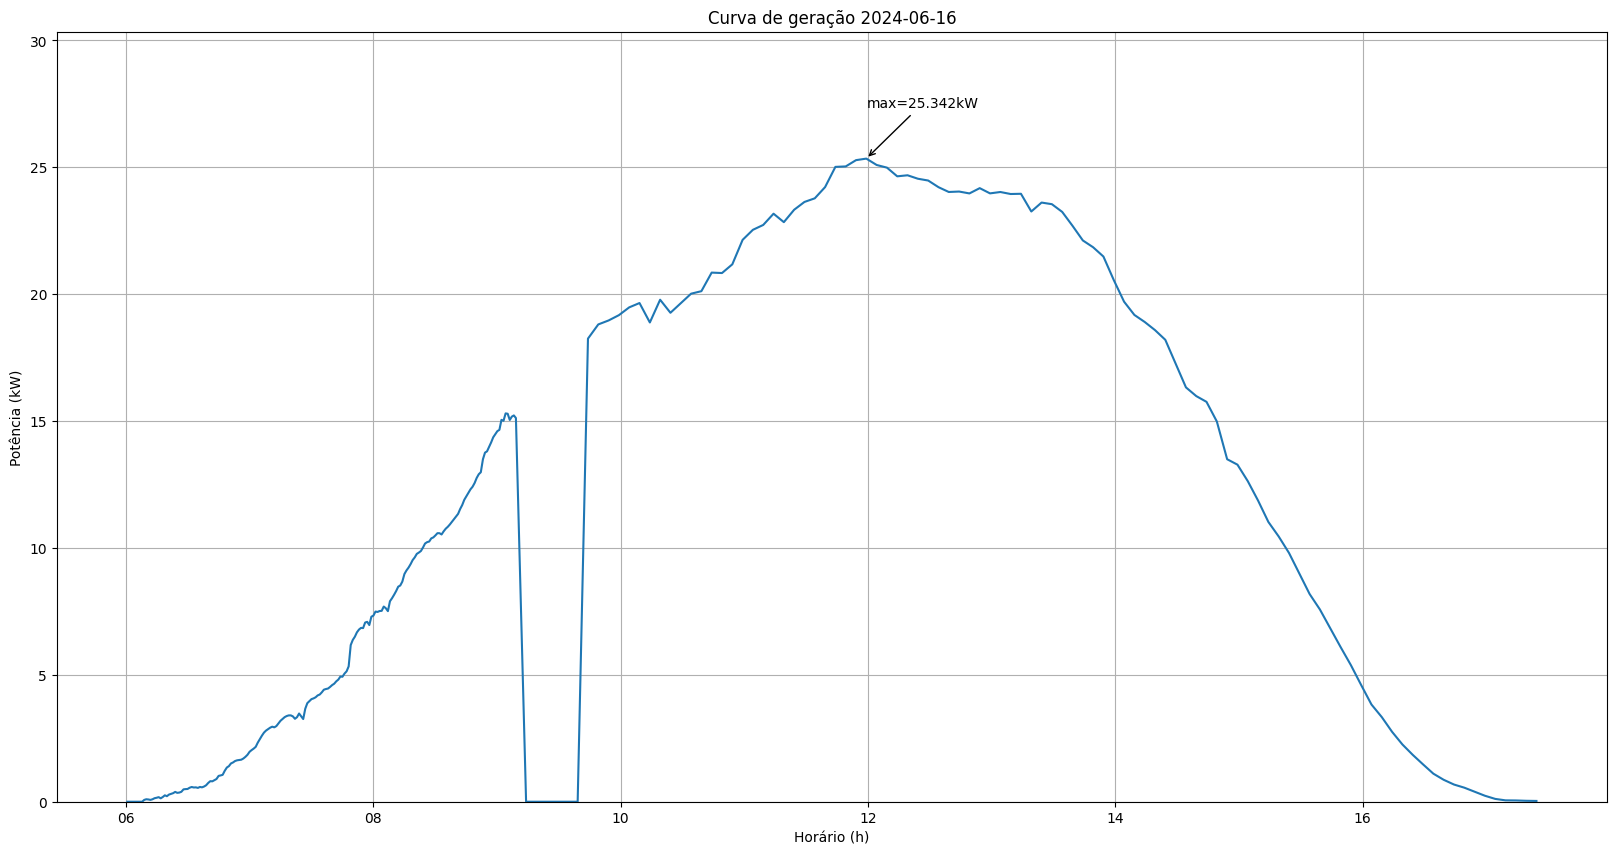 Curva de geração 2024-06-16
30
max=25.342kW
25
20
15
10
5
0
Potência (kW)
06 08 10 12 14 16
Horário (h)